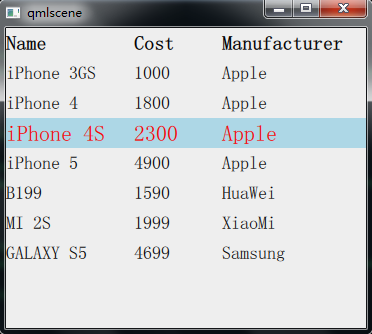 qmlscene
Name Cost Manufacturer
iPhone 3GS 1000 Apple
iPhone 4 1800 Apple
iPhone 4S 2300 Apple
iPhone 5 4900 Apple
B199 1590 HuaWei
MI 2S 1999 XiaoMi
GALAXY S5 4699 Samsung